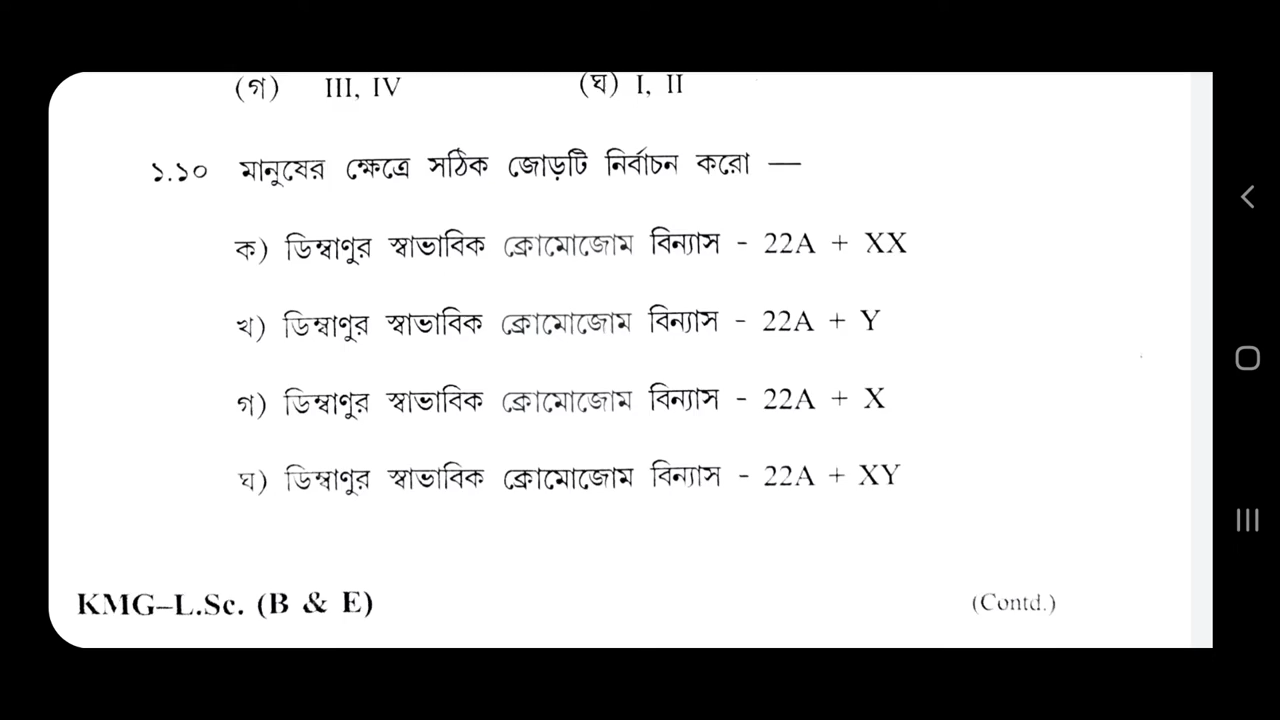 (গ) III, IV (ঘ) I, II
১.১০ মানুষের ক্ষেত্রে সঠিক জোড়টি নির্বাচন করো —
ক) ডিম্বাণুর স্বাভাবিক ক্রোমোজোম বিন্যাস - 22A + XX
খ) ডিম্বাণুর স্বাভাবিক ক্রোমোজোম বিন্যাস - 22A + Y
গ) ডিম্বাণুর স্বাভাবিক ক্রোমোজোম বিন্যাস - 22A + X
ঘ) ডিম্বাণুর স্বাভাবিক ক্রোমোজোম বিন্যাস - 22A + XY
KMG–L.Sc. (B & E) (Contd.)